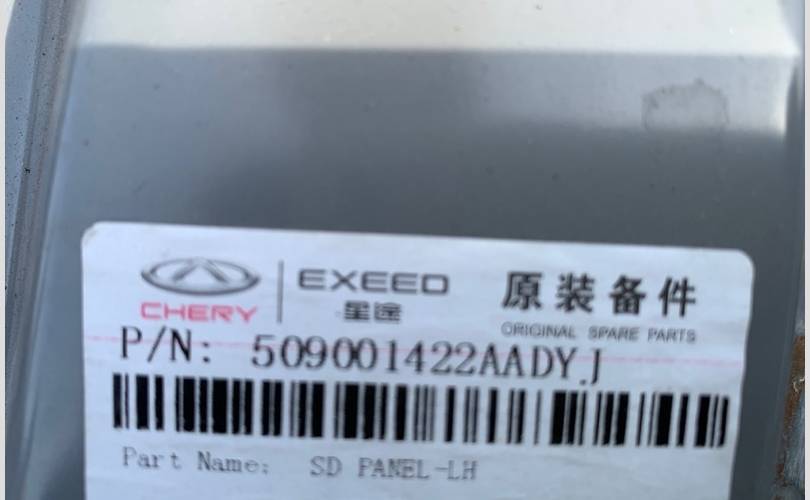 CHERY EXEED 星途 原装备件
ORIGINAL SPARE PARTS
P/N: 509001422AADYJ
Part Name: SD PANEL-LH